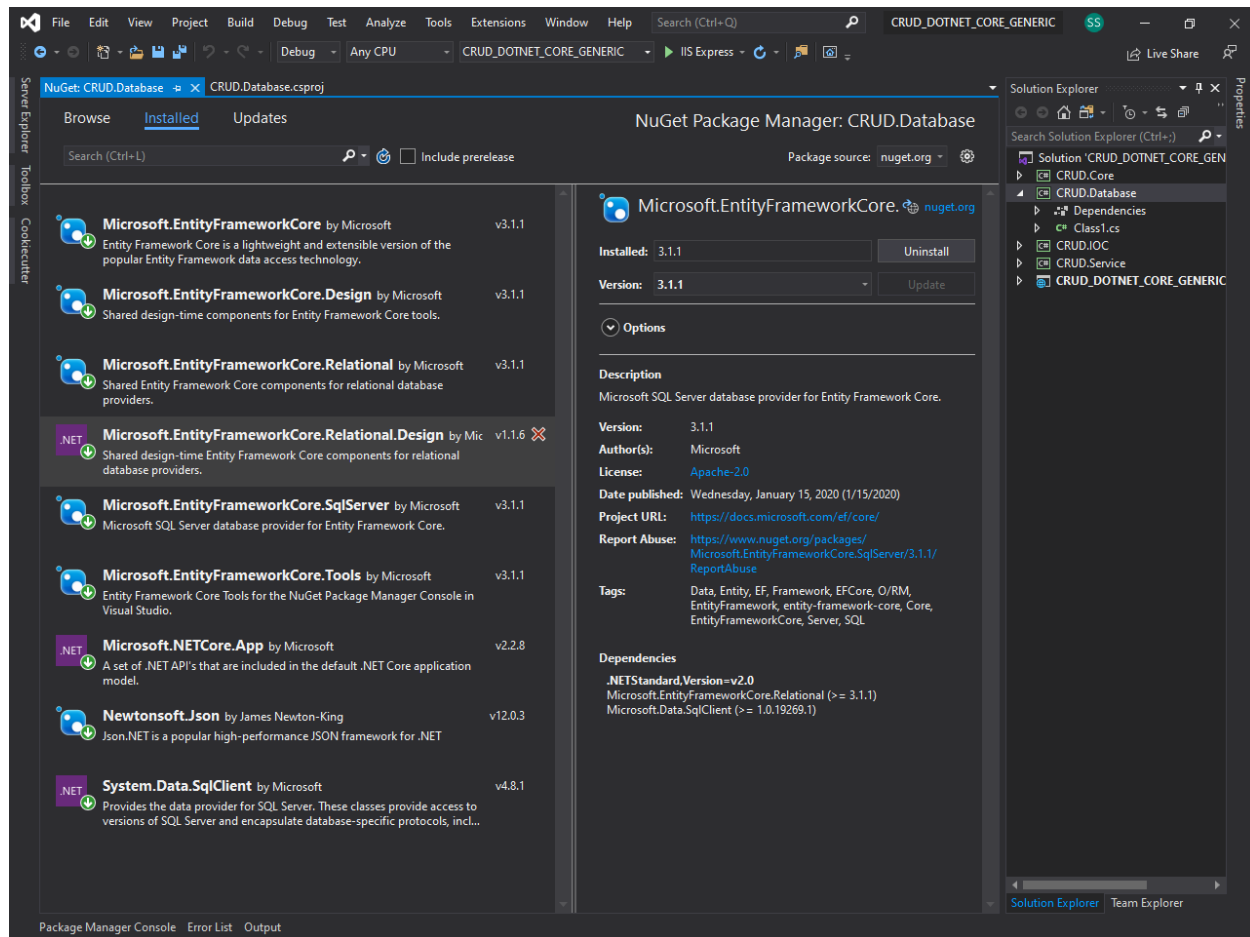 File Edit View Project Build Debug Test Analyze Tools Extensions Window Help Search (Ctrl+Q) CRUD_DOTNET_CORE_GENERIC SS
Debug Any CPU CRUD_DOTNET_CORE_GENERIC IIS Express Live Share
Server Explorer
Toolbox
Cookiecutter
NuGet: CRUD.Database CRUD.Database.csproj
Browse Installed Updates
NuGet Package Manager: CRUD.Database
Search (Ctrl+L) Include prerelease
Package source: nuget.org
Microsoft.EntityFrameworkCore by Microsoft v3.1.1
Entity Framework Core is a lightweight and extensible version of the
popular Entity Framework data access technology.
Microsoft.EntityFrameworkCore.Design by Microsoft v3.1.1
Shared design-time components for Entity Framework Core tools.
Microsoft.EntityFrameworkCore.Relational by Microsoft v3.1.1
Shared Entity Framework Core components for relational database
providers.
.NET
Microsoft.EntityFrameworkCore.Relational.Design by Mic v1.1.6
Shared design-time Entity Framework Core components for relational
database providers.
Microsoft.EntityFrameworkCore.SqlServer by Microsoft v3.1.1
Microsoft SQL Server database provider for Entity Framework Core.
Microsoft.EntityFrameworkCore.Tools by Microsoft v3.1.1
Entity Framework Core Tools for the NuGet Package Manager Console in
Visual Studio.
.NET
Microsoft.NETCore.App by Microsoft v2.2.8
A set of .NET API's that are included in the default .NET Core application
model.
Newtonsoft.Json by James Newton-King v12.0.3
Json.NET is a popular high-performance JSON framework for .NET
.NET
System.Data.SqlClient by Microsoft v4.8.1
Provides the data provider for SQL Server. These classes provide access to
versions of SQL Server and encapsulate database-specific protocols, incl...
Microsoft.EntityFrameworkCore. nuget.org
Installed: 3.1.1 Uninstall
Version: 3.1.1 Update
Options
Description
Microsoft SQL Server database provider for Entity Framework Core.
Version: 3.1.1
Author(s): Microsoft
License: Apache-2.0
Date published: Wednesday, January 15, 2020 (1/15/2020)
Project URL: https://docs.microsoft.com/ef/core/
Report Abuse: https://www.nuget.org/packages/
Microsoft.EntityFrameworkCore.SqlServer/3.1.1/
ReportAbuse
Tags: Data, Entity, EF, Framework, EFCore, O/RM,
EntityFramework, entity-framework-core, Core,
EntityFrameworkCore, Server, SQL
Dependencies
.NETStandard,Version=v2.0
Microsoft.EntityFrameworkCore.Relational (>= 3.1.1)
Microsoft.Data.SqlClient (>= 1.0.19269.1)
Solution Explorer
Search Solution Explorer (Ctrl+;)
Solution 'CRUD_DOTNET_CORE_GEN
C# CRUD.Core
C# CRUD.Database
Dependencies
C# Class1.cs
C# CRUD.IOC
C# CRUD.Service
CRUD_DOTNET_CORE_GENERIC
Solution Explorer Team Explorer
Properties
Package Manager Console Error List Output